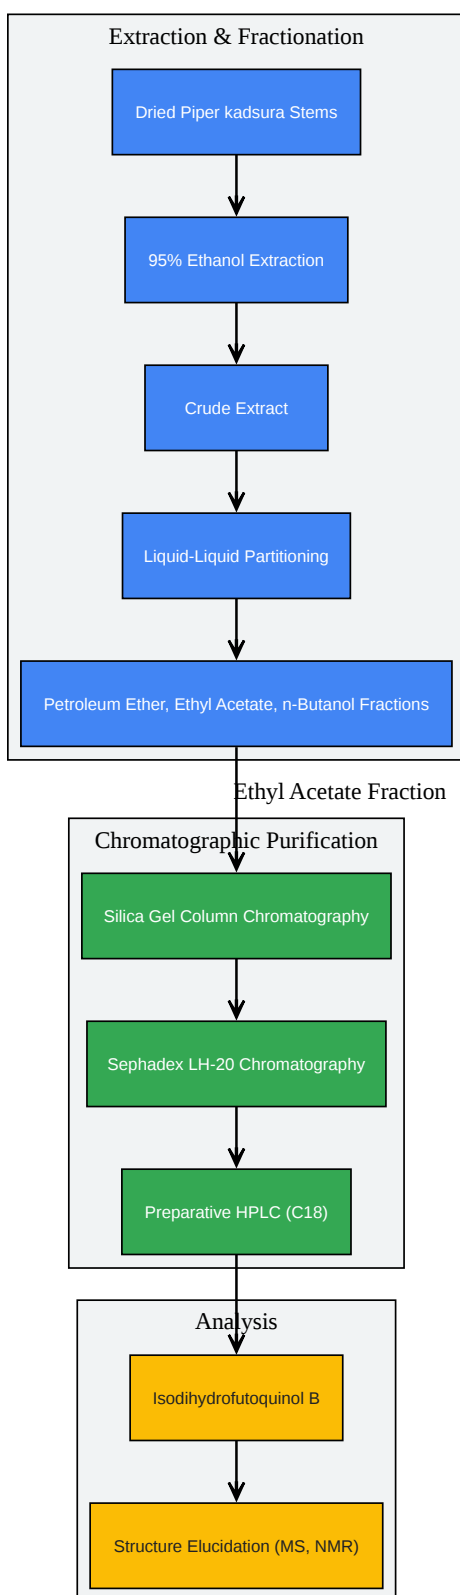 Extraction & Fractionation
Dried Piper kadsura Stems
95% Ethanol Extraction
Crude Extract
Liquid-Liquid Partitioning
Petroleum Ether, Ethyl Acetate, n-Butanol Fractions
Ethyl Acetate Fraction
Chromatographic Purification
Silica Gel Column Chromatography
Sephadex LH-20 Chromatography
Preparative HPLC (C18)
Analysis
Isodihydrofutoquinol B
Structure Elucidation (MS, NMR)